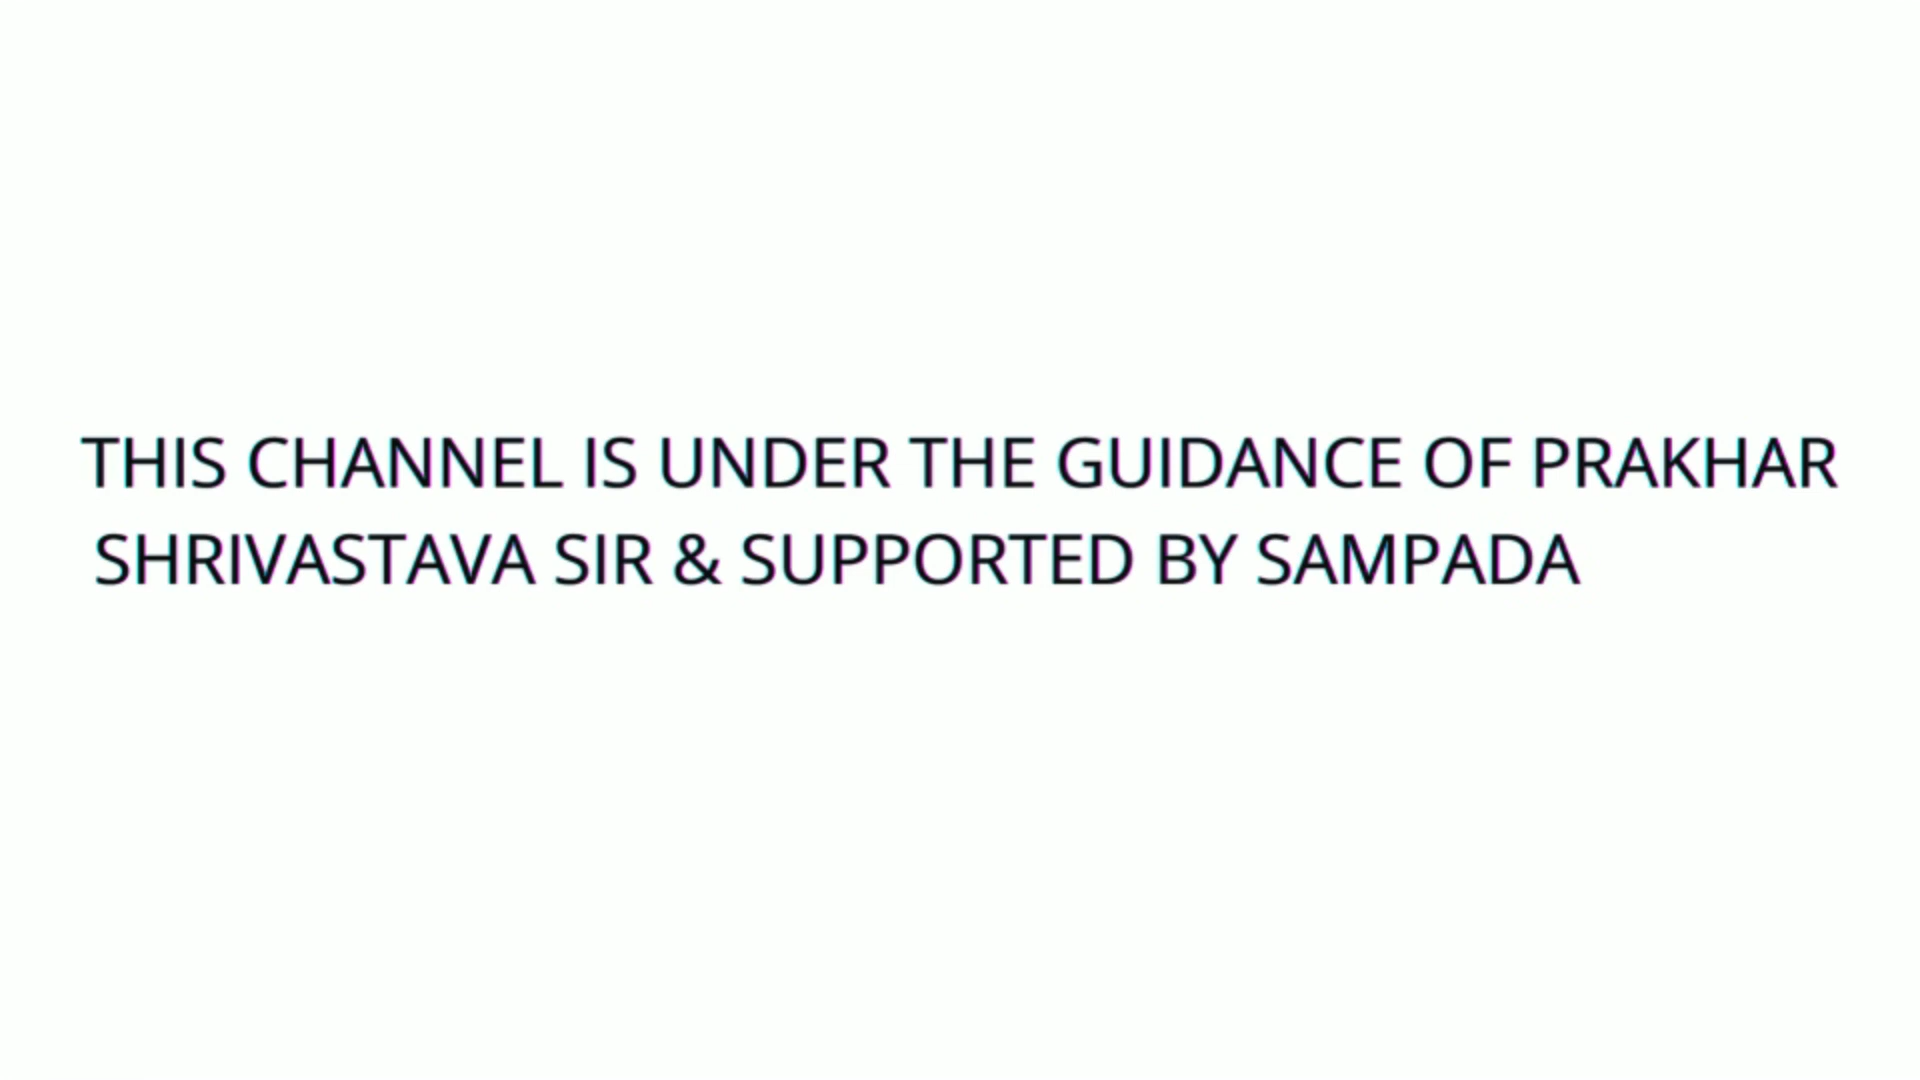 THIS CHANNEL IS UNDER THE GUIDANCE OF PRAKHAR
SHRIVASTAVA SIR & SUPPORTED BY SAMPADA